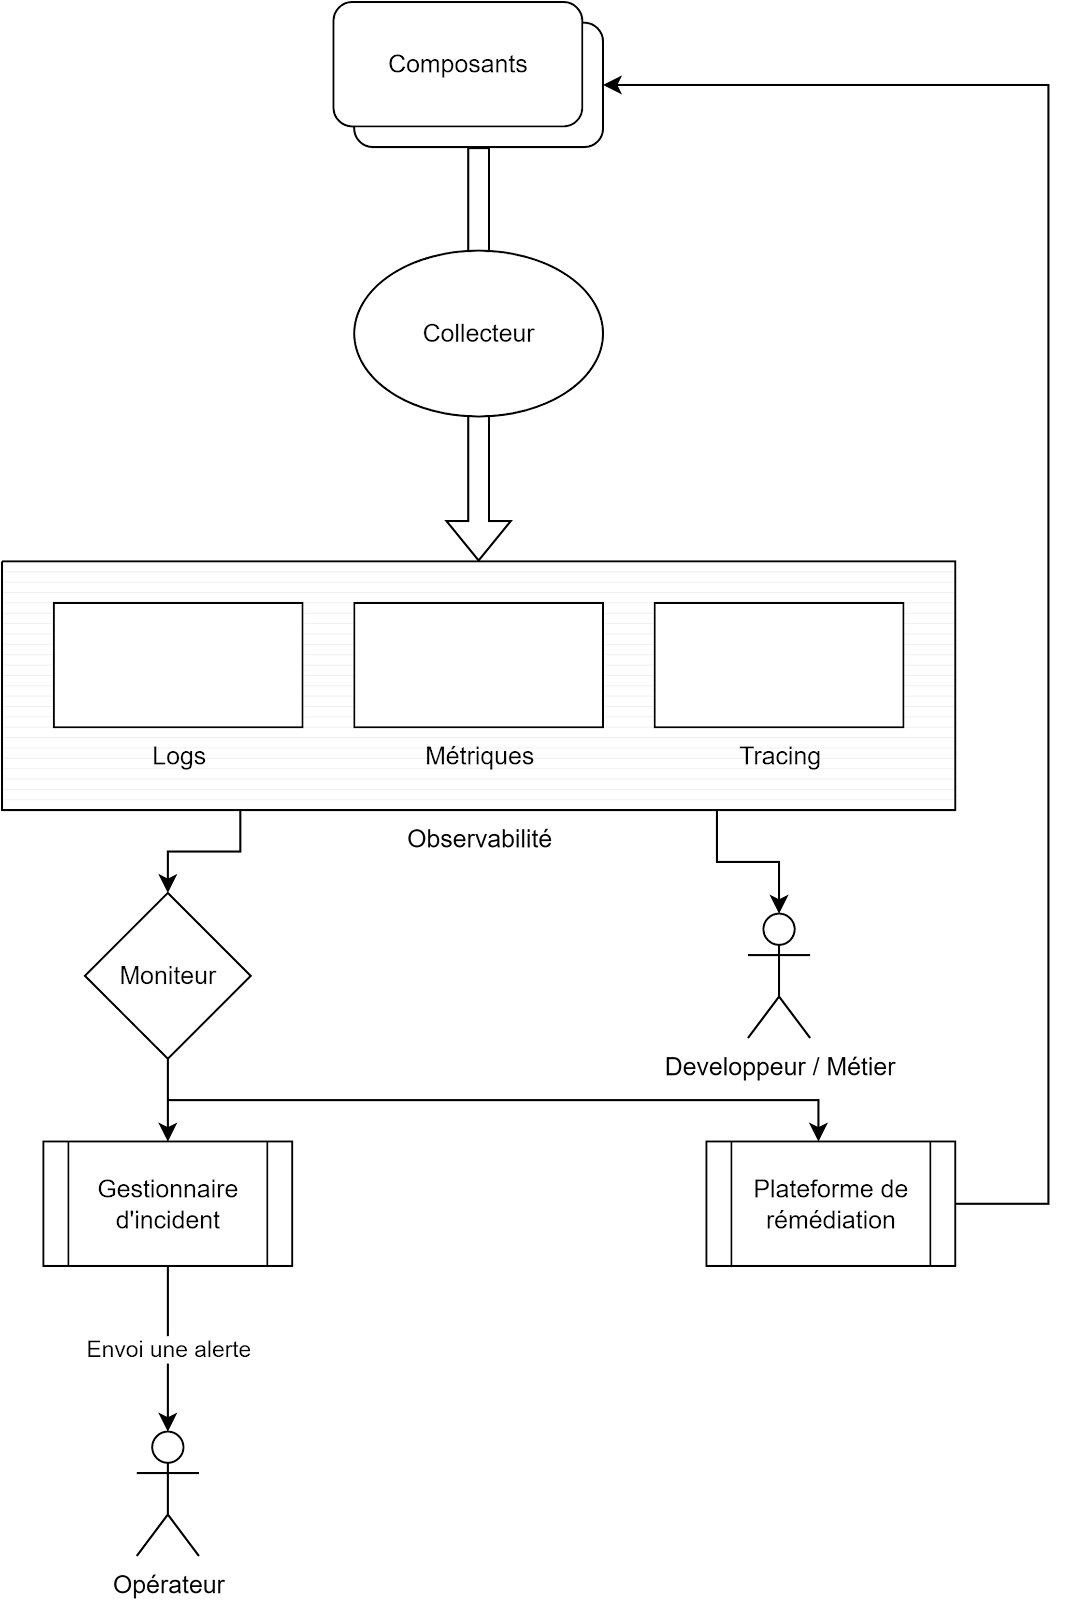 Composants
Collecteur
Logs
Métriques
Tracing
Observabilité
Moniteur
Developpeur / Métier
Gestionnaire
d'incident
Plateforme de
rémédiation
Envoi une alerte
Opérateur